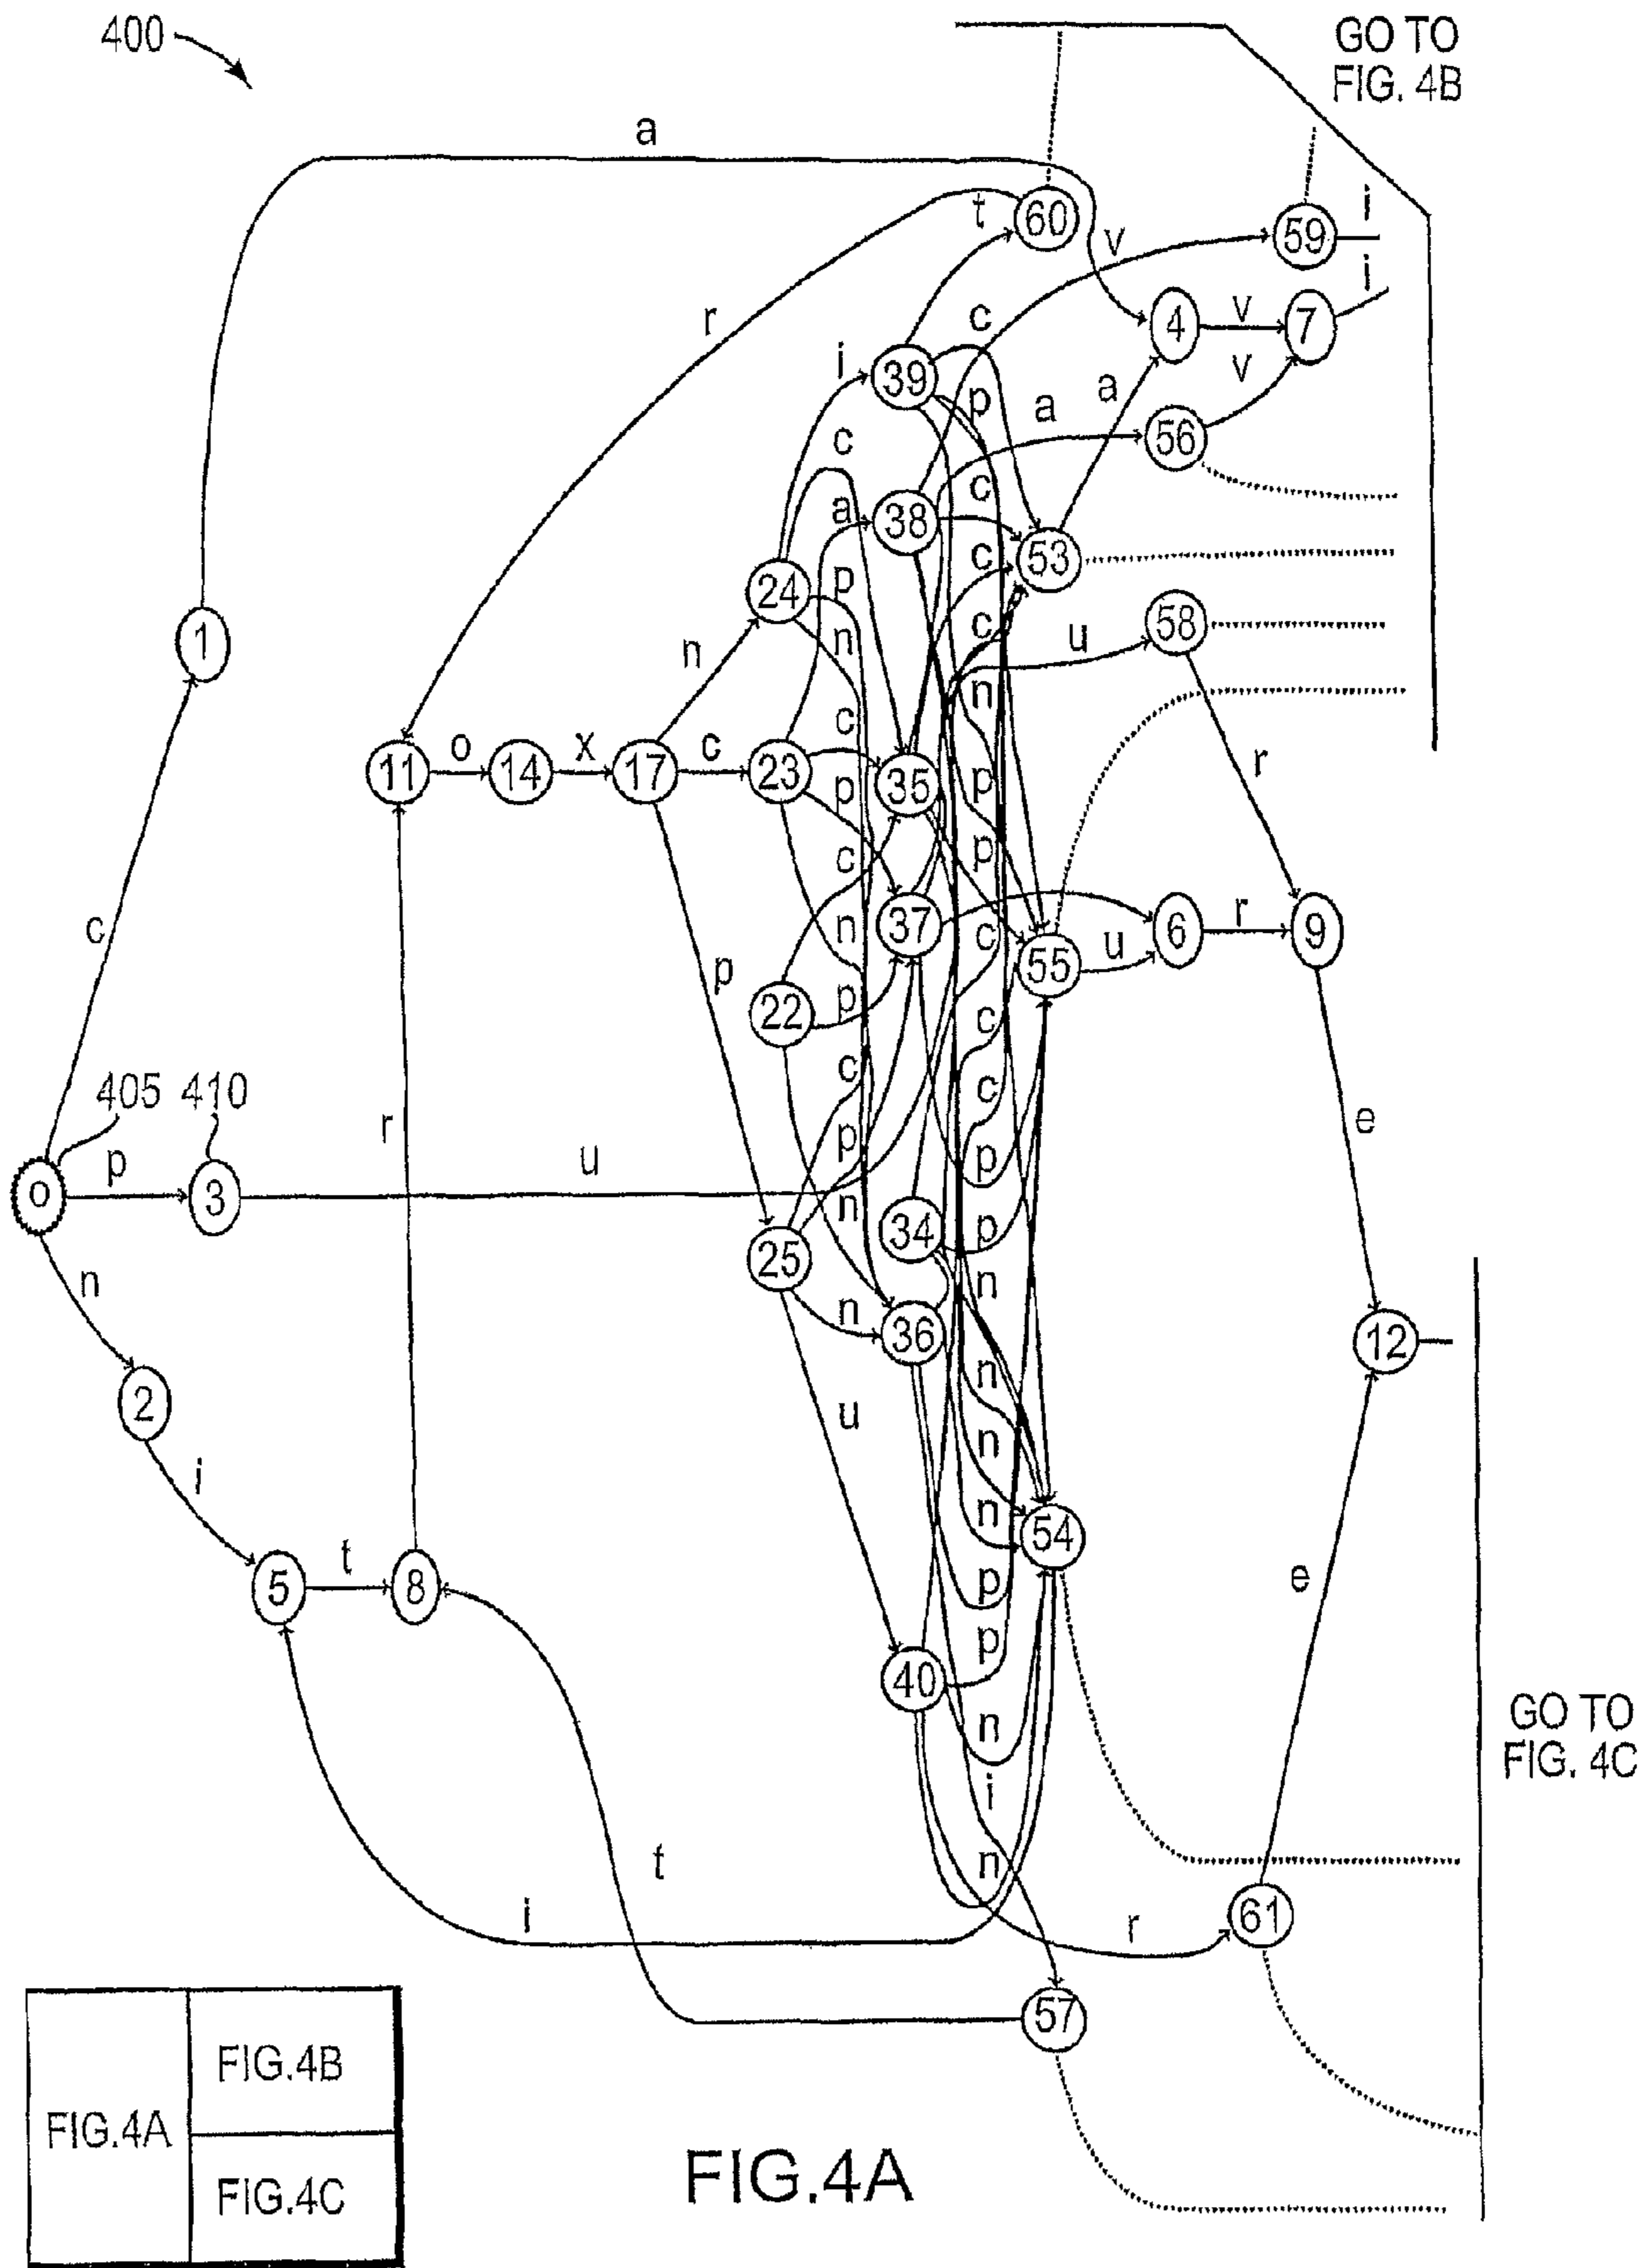 400
GO TO
FIG. 4B
a
t
60
v
59
i
r
c
4
v
7
i
i
39
p
a
a
v
c
c
56
a
38
c
53
24
p
c
58
n
n
c
u
n
c
r
11
o
14
x
17
c
23
35
p
p
c
p
c
37
6
r
9
p
n
c
55
u
22
p
c
405
410
c
c
e
r
p
p
0
p
3
u
n
34
p
25
n
n
n
36
12
2
u
n
i
n
t
n
54
5
8
p
e
p
40
GO TO
FIG. 4C
n
i
t
n
i
r
61
57
FIG.4A
FIG.4B
FIG.4C
FIG.4A